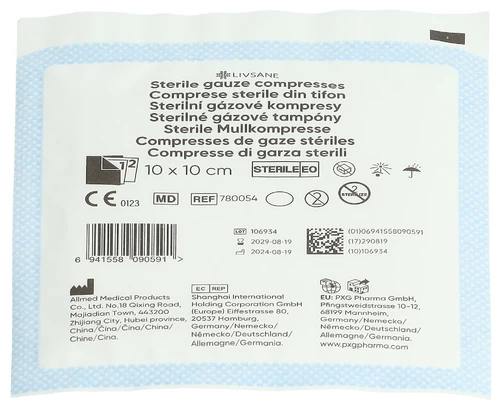 LIVSANE
Sterile gauze compresses
Comprese sterile din tifon
Sterilní gázové kompresy
Sterilné gázové tampóny
Sterile Mullkompresse
Compresses de gaze stériles
Compresse di garza sterili
1 2 10 x 10 cm STERILE EO
CE 0123 MD REF 780054 2 STERILIZE
LOT 106934
2029-08-19
2024-08-19
(01)06941558090591
(17)290819
(10)106934
6 941558 090591 >
Allmed Medical Products
Co., Ltd. No.18 Qixing Road,
Majiadian Town, 443200
Zhijiang City, Hubei province,
China/Čína/Čína/China/
Chine/Cina.
EC REP
Shanghai International
Holding Corporation GmbH
(Europe) Eiffestrasse 80,
20537 Hamburg,
Germany/Nemecko/
Německo/Deutschland/
Allemagne/Germania.
EU: PXG Pharma GmbH,
Pfingstweidstrasse 10-12,
68199 Mannheim,
Germany/Nemecko/
Německo/Deutschland/
Allemagne/Germania.
www.pxgpharma.com